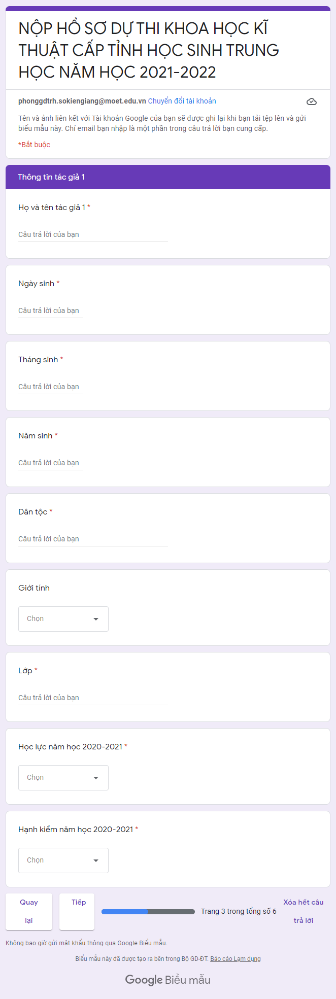 NỘP HỒ SƠ DỰ THI KHOA HỌC KĨ
THUẬT CẤP TỈNH HỌC SINH TRUNG
HỌC NĂM HỌC 2021-2022
phonggdtrh.sokiengiang@moet.edu.vn Chuyển đổi tài khoản
Tên và ảnh liên kết với Tài khoản Google của bạn sẽ được ghi lại khi bạn tải tệp lên và gửi
biểu mẫu này. Chỉ email bạn nhập là một phần trong câu trả lời bạn cung cấp.
*Bắt buộc
Thông tin tác giả 1
Họ và tên tác giả 1 *
Câu trả lời của bạn
Ngày sinh *
Câu trả lời của bạn
Tháng sinh *
Câu trả lời của bạn
Năm sinh *
Câu trả lời của bạn
Dân tộc *
Câu trả lời của bạn
Giới tính
Chọn
Lớp *
Câu trả lời của bạn
Học lực năm học 2020-2021 *
Chọn
Hạnh kiểm năm học 2020-2021 *
Chọn
Quay
lại
Tiếp
Trang 3 trong tổng số 6
Xóa hết câu
trả lời
Không bao giờ gửi mật khẩu thông qua Google Biểu mẫu.
Biểu mẫu này đã được tạo ra bên trong Bộ GD-ĐT. Báo cáo Lạm dụng
Google Biểu mẫu